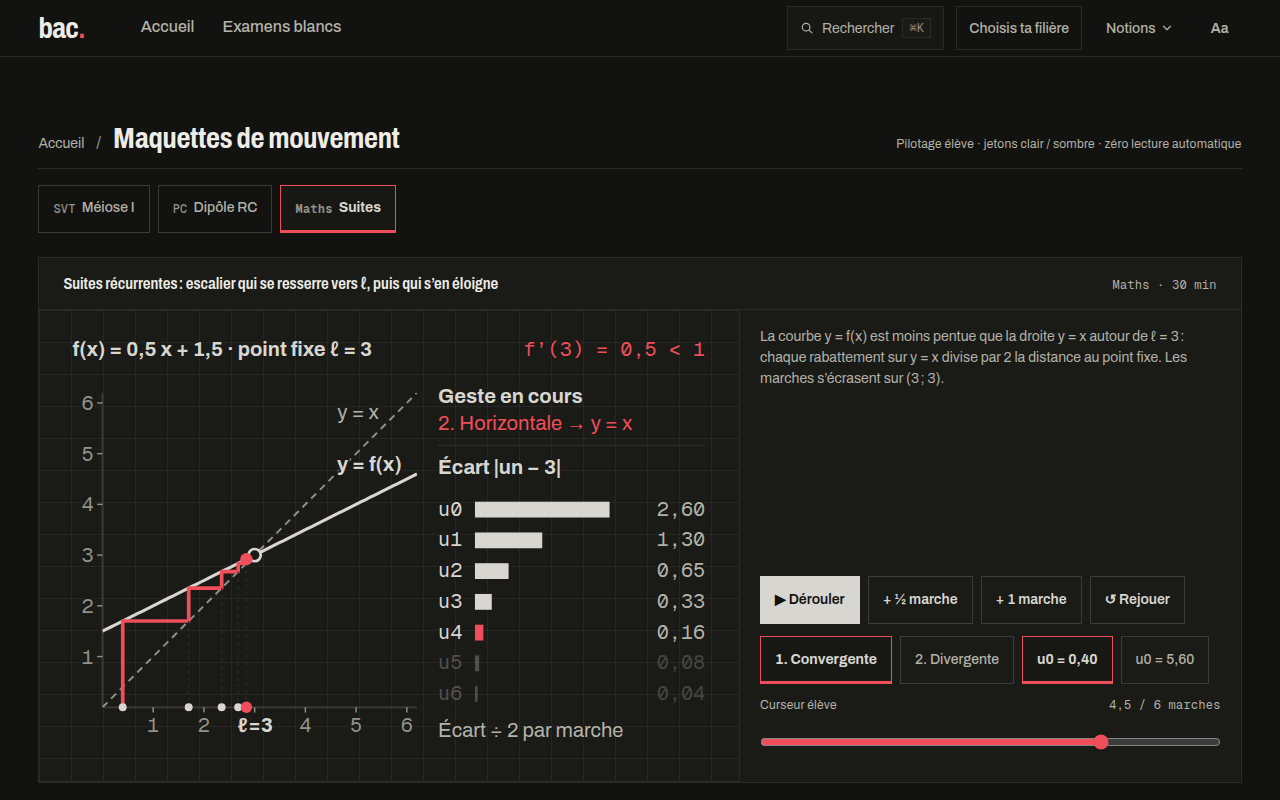 bac.
Accueil
Examens blancs
Rechercher ⌘K
Choisis ta filière
Notions
Aa
Accueil / Maquettes de mouvement
Pilotage élève · jetons clair / sombre · zéro lecture automatique
SVT Méiose I
PC Dipôle RC
Maths Suites
Suites récurrentes : escalier qui se resserre vers ℓ, puis qui s’en éloigne
Maths · 30 min
f(x) = 0,5 x + 1,5 · point fixe ℓ = 3
f’(3) = 0,5 < 1
6
5
4
3
2
1
y = x
y = f(x)
1 2 ℓ=3 4 5 6
Geste en cours
2. Horizontale → y = x
Écart |un – 3|
u0 2,60
u1 1,30
u2 0,65
u3 0,33
u4 0,16
u5 0,08
u6 0,04
Écart ÷ 2 par marche
La courbe y = f(x) est moins pentue que la droite y = x autour de ℓ = 3 :
chaque rabattement sur y = x divise par 2 la distance au point fixe. Les
marches s’écrasent sur (3 ; 3).
▶ Dérouler
+ ½ marche
+ 1 marche
↺ Rejouer
1. Convergente
2. Divergente
u0 = 0,40
u0 = 5,60
Curseur élève
4,5 / 6 marches